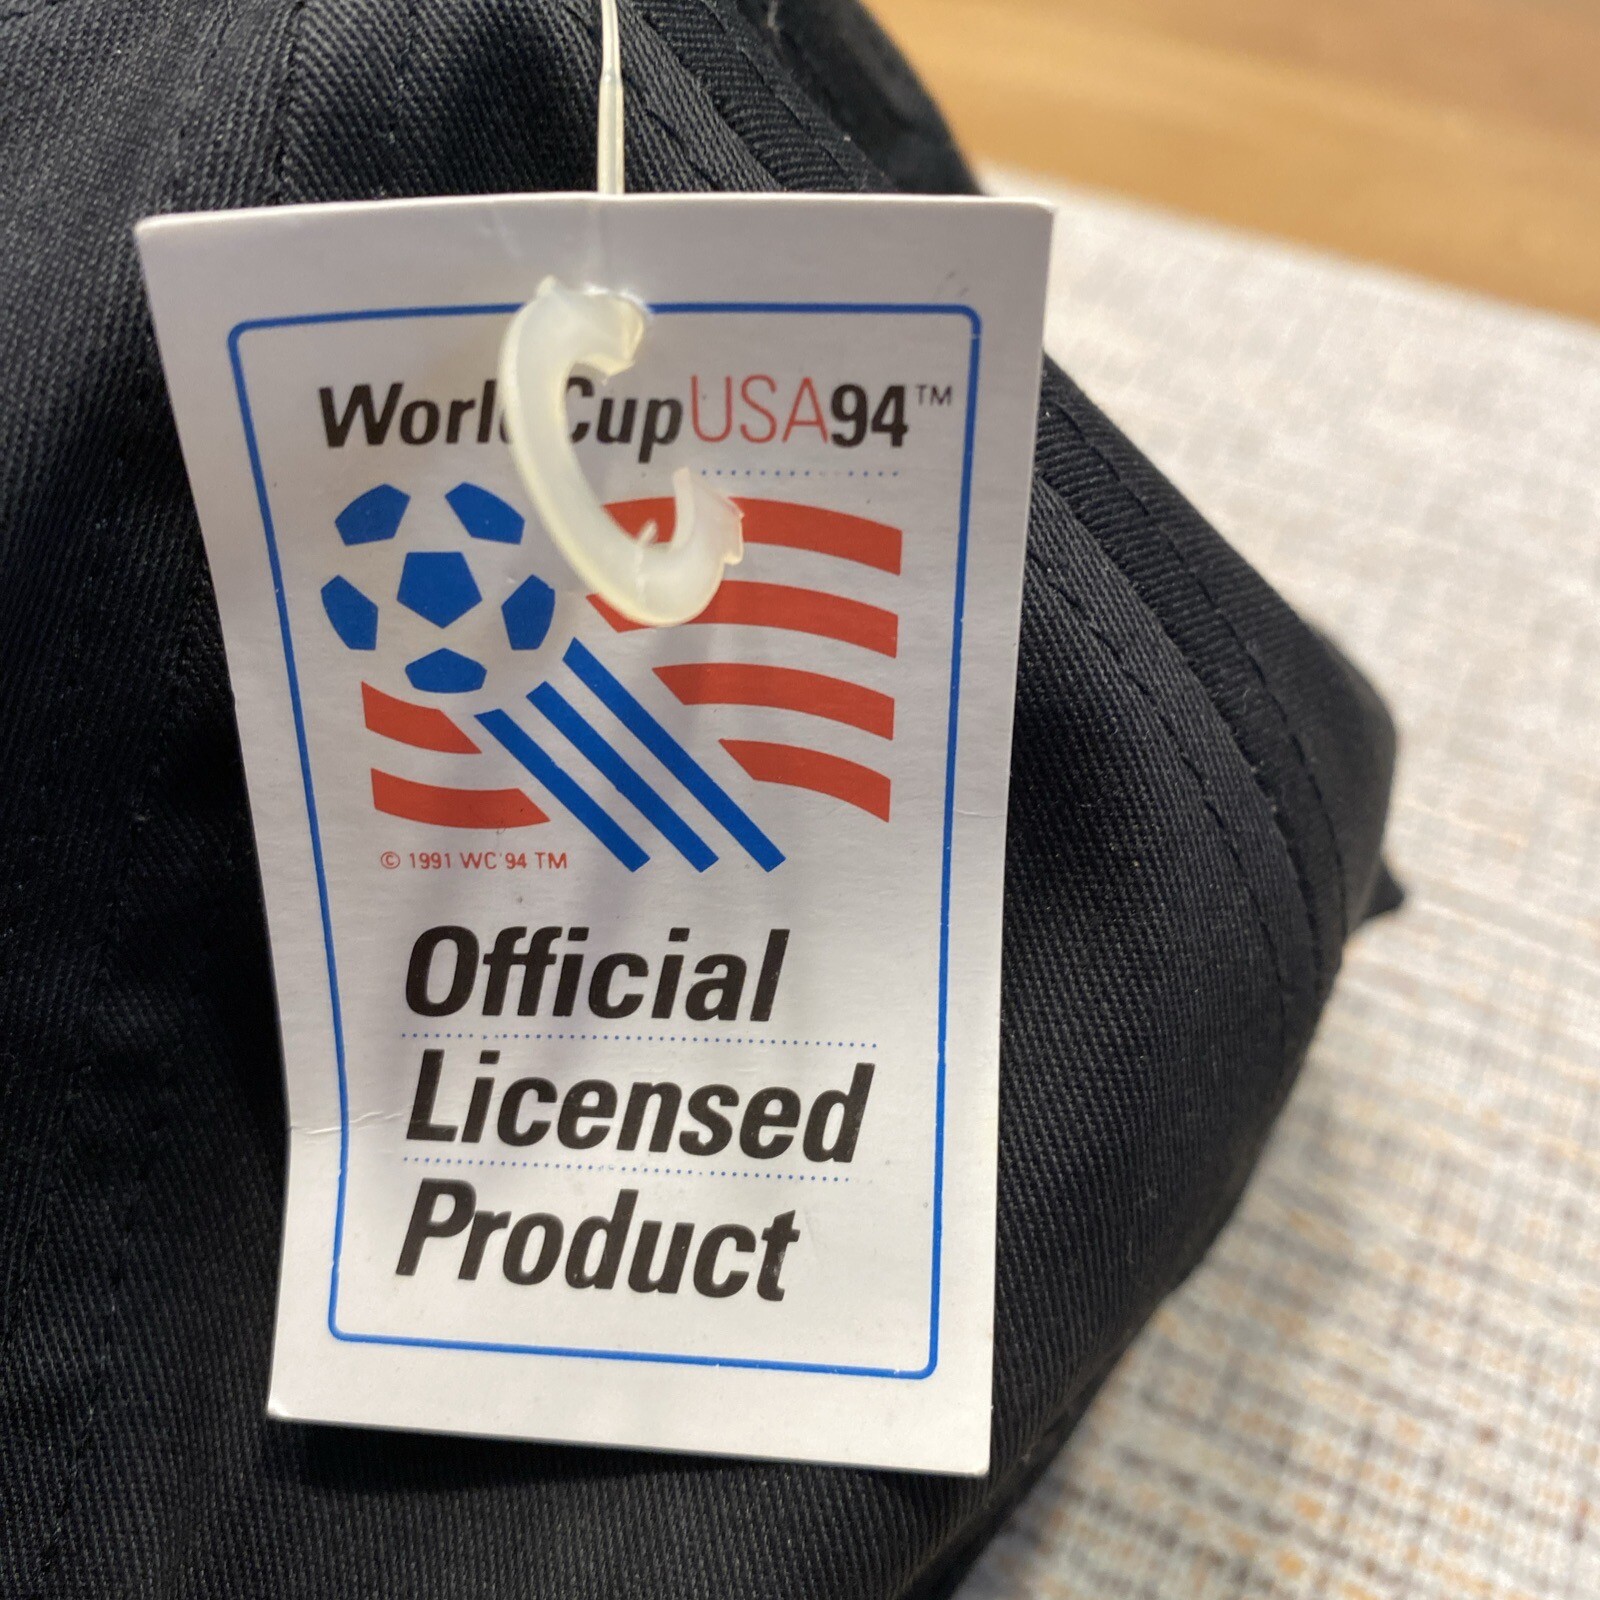 World Cup USA94™
© 1991 WC '94 TM
Official
Licensed
Product